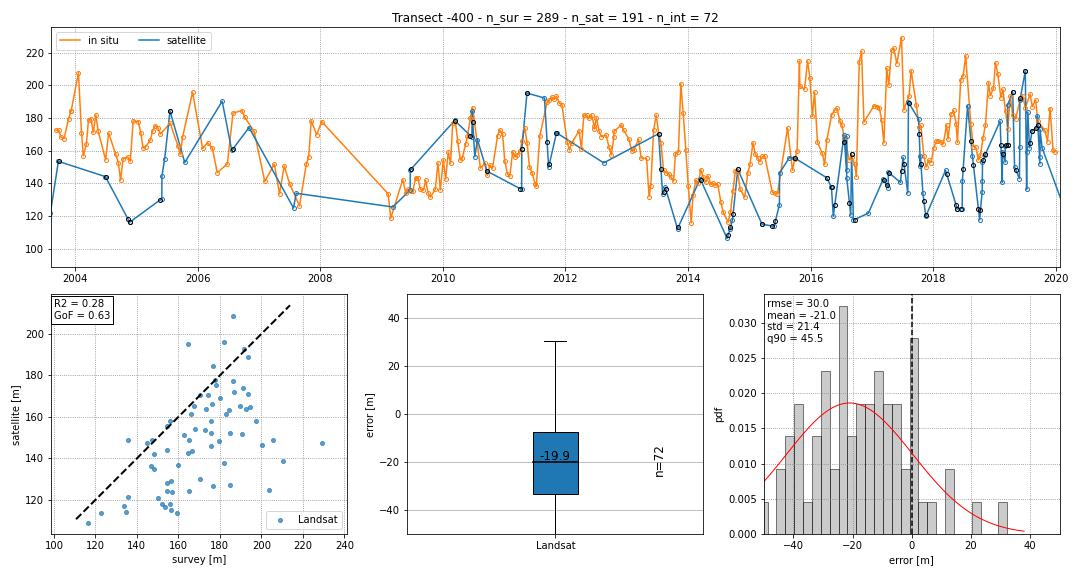 Transect -400 - n_sur = 289 - n_sat = 191 - n_int = 72
in situ
satellite
220
200
180
160
140
120
100
2004
2006
2008
2010
2012
2014
2016
2018
2020
R2 = 0.28
GoF = 0.63
satellite [m]
200
180
160
140
120
Landsat
100
120
140
160
180
200
220
240
survey [m]
error [m]
40
20
0
−20
−40
-19.9
n=72
Landsat
rmse = 30.0
mean = -21.0
std = 21.4
q90 = 45.5
pdf
0.030
0.025
0.020
0.015
0.010
0.005
0.000
−40
−20
0
20
40
error [m]